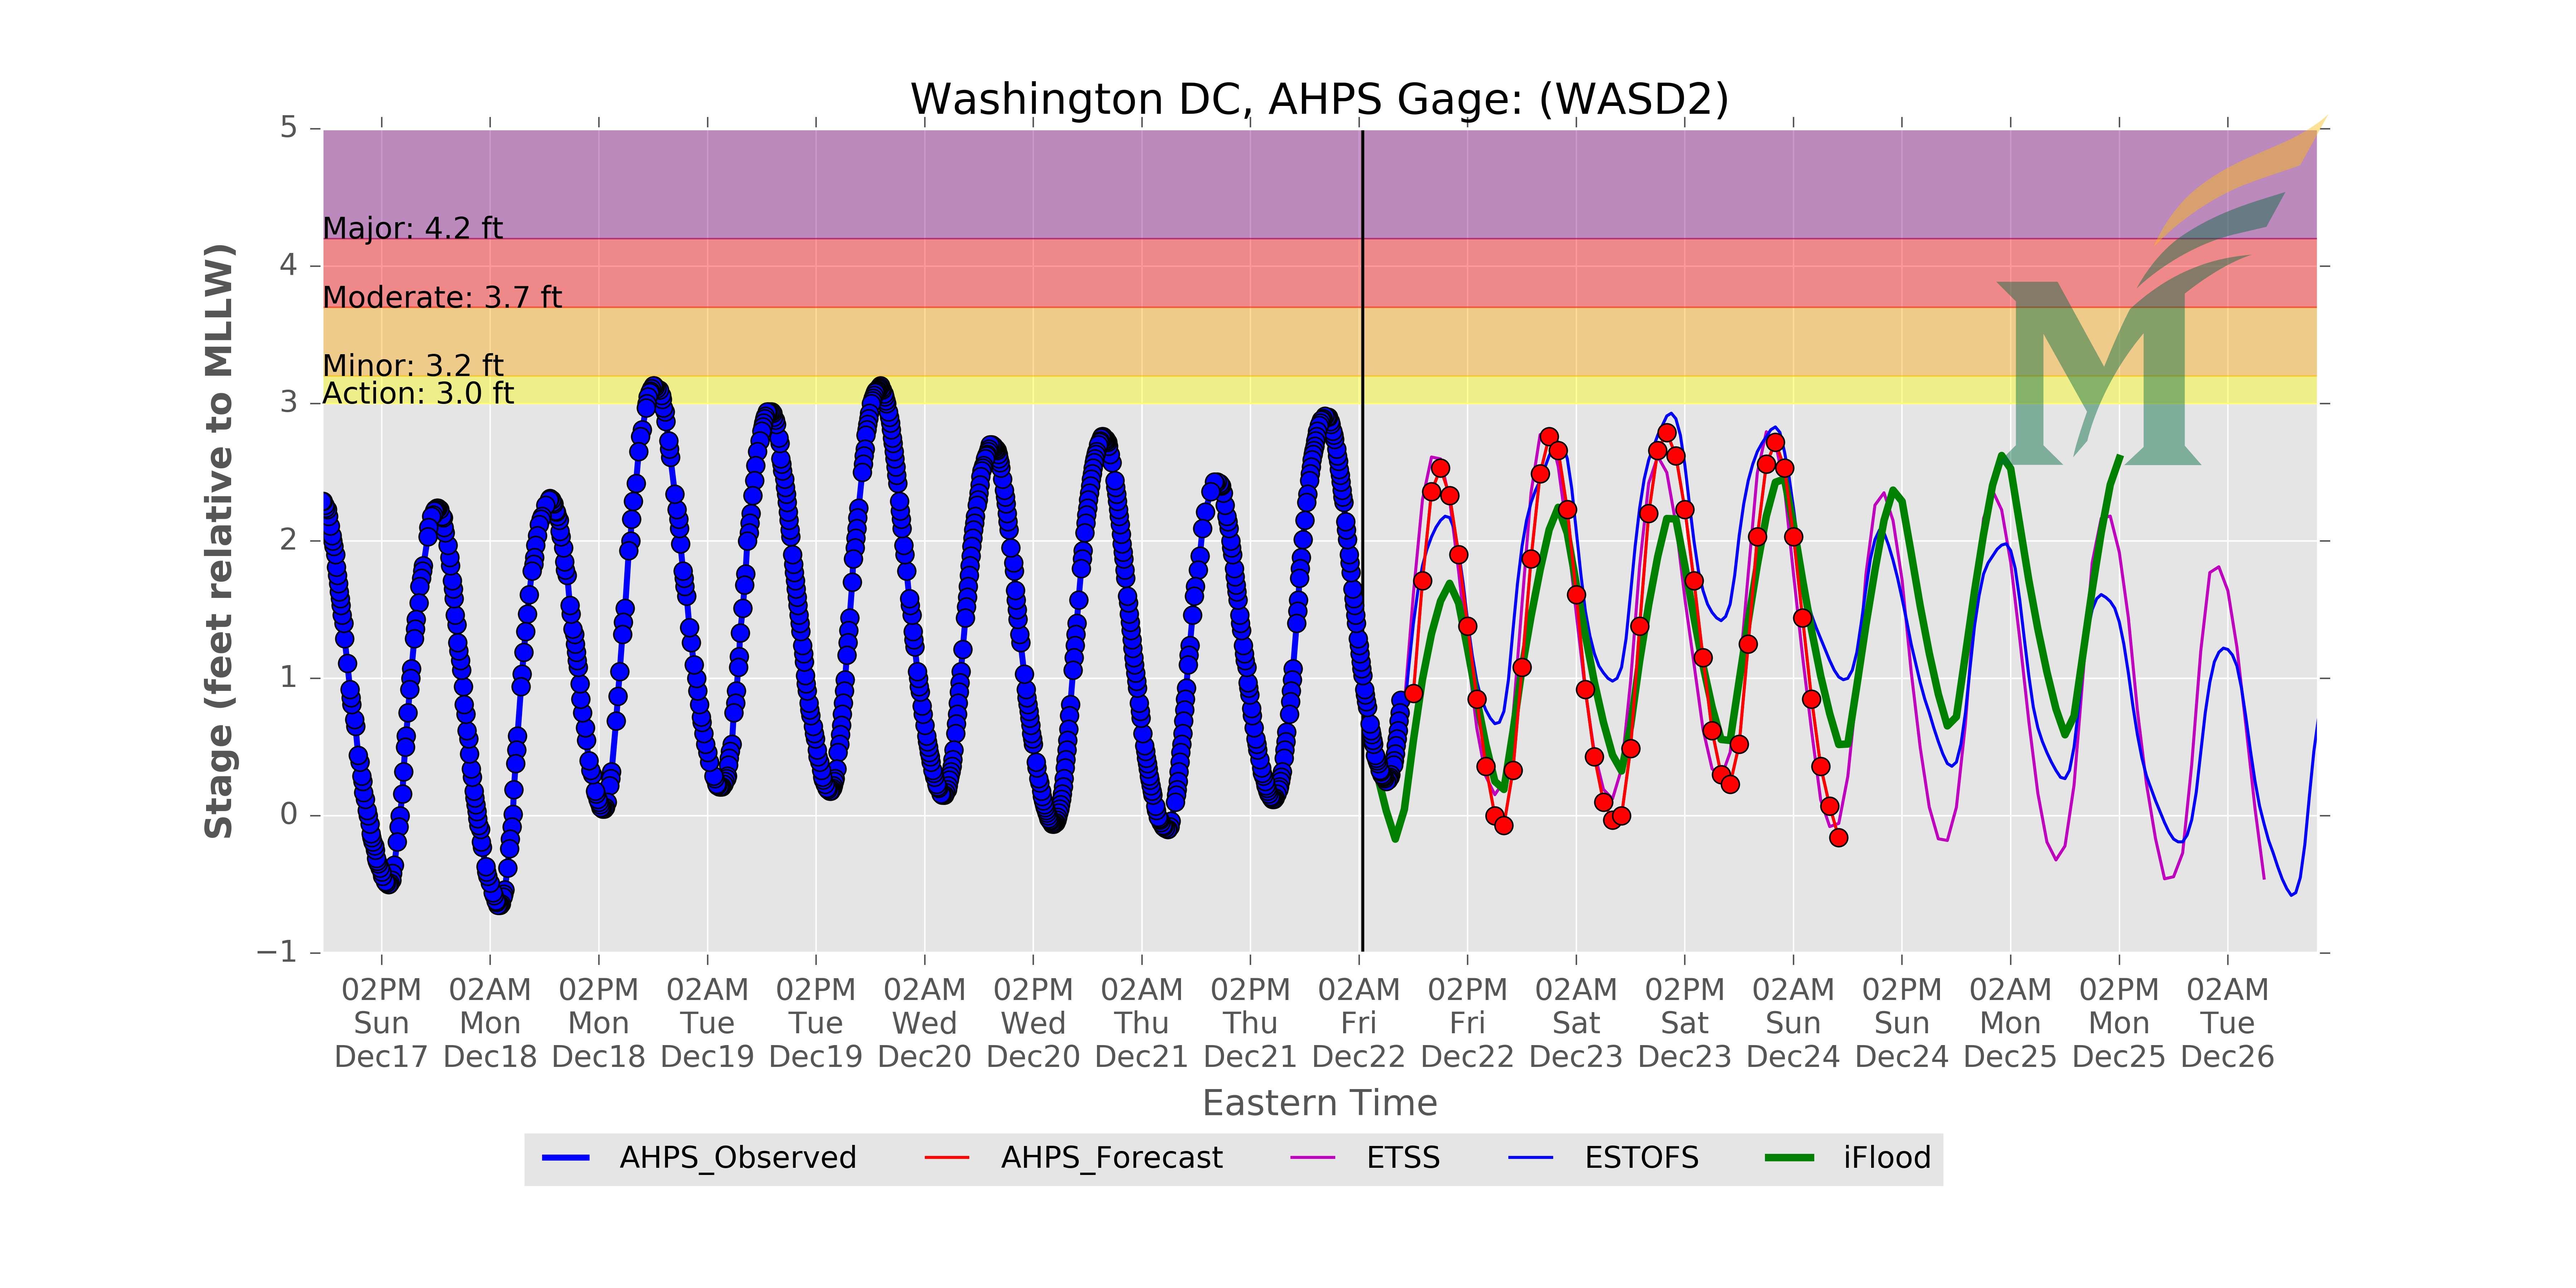 Washington DC, AHPS Gage: (WASD2)
Stage (feet relative to MLLW)
5
4
3
2
1
0
−1
Major: 4.2 ft
Moderate: 3.7 ft
Minor: 3.2 ft
Action: 3.0 ft
M
02PM 02AM 02PM 02AM 02PM 02AM 02PM 02AM 02PM 02AM 02PM 02AM 02PM 02AM 02PM 02AM 02PM 02AM
Sun Mon Mon Tue Tue Wed Wed Thu Thu Fri Fri Sat Sat Sun Sun Mon Mon Tue
Dec17 Dec18 Dec18 Dec19 Dec19 Dec20 Dec20 Dec21 Dec21 Dec22 Dec22 Dec23 Dec23 Dec24 Dec24 Dec25 Dec25 Dec26
Eastern Time
AHPS_Observed AHPS_Forecast ETSS ESTOFS iFlood